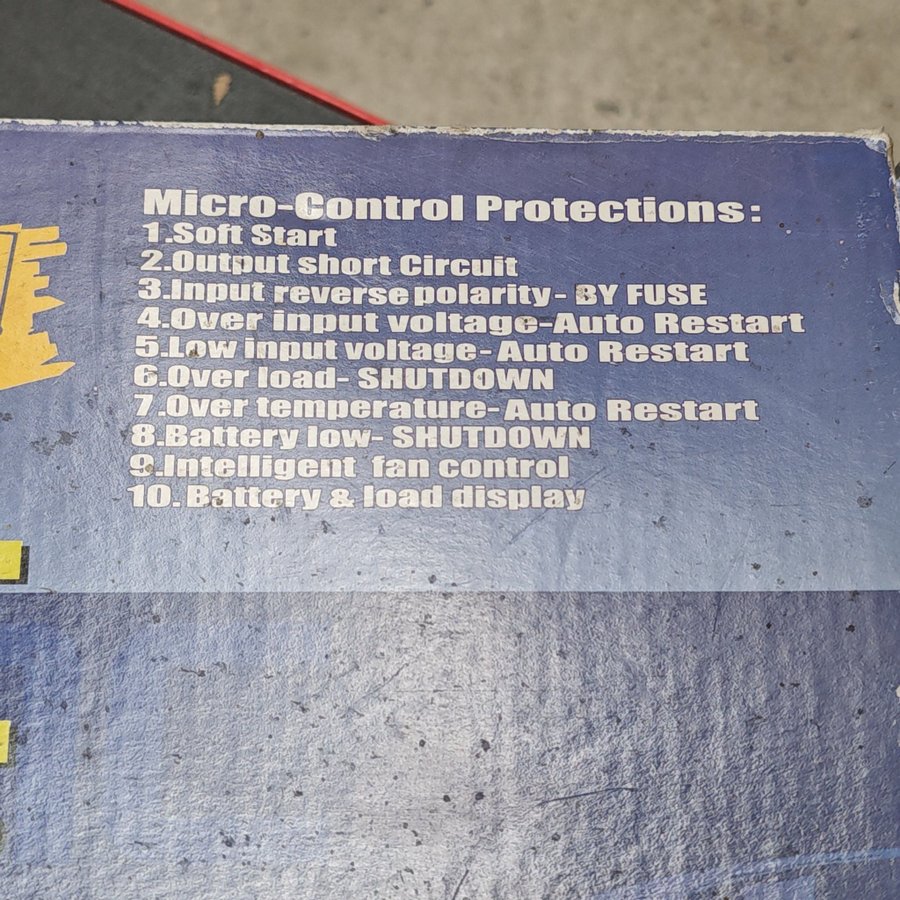 Micro-Control Protections:
1.Soft Start
2.Output short Circuit
3.Input reverse polarity- BY FUSE
4.Over input voltage-Auto Restart
5.Low input voltage- Auto Restart
6.Over load- SHUTDOWN
7.Over temperature- Auto Restart
8.Battery low- SHUTDOWN
9.Intelligent fan control
10.Battery & load display